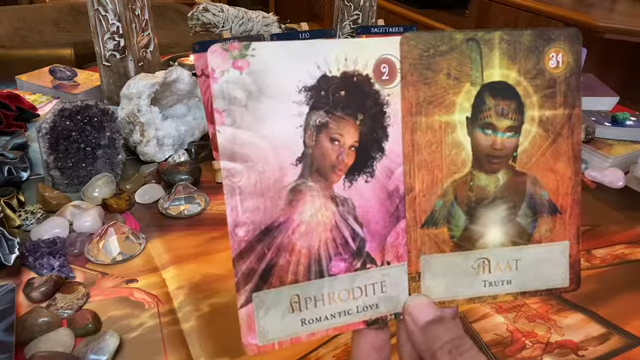 LEO
SAGITTARIUS
2
APHRODITE
ROMANTIC LOVE
31
MAAT
TRUTH